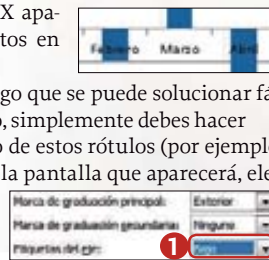 X apa-
tos en
Febrero Marzo Abril
go que se puede solucionar fá
o, simplemente debes hacer
o de estos rótulos (por ejemplo
la pantalla que aparecerá, ele
Marca de graduación principal: Exterior
Marca de graduación secundaria: Ninguna
1
Etiquetas del eje: Bajo